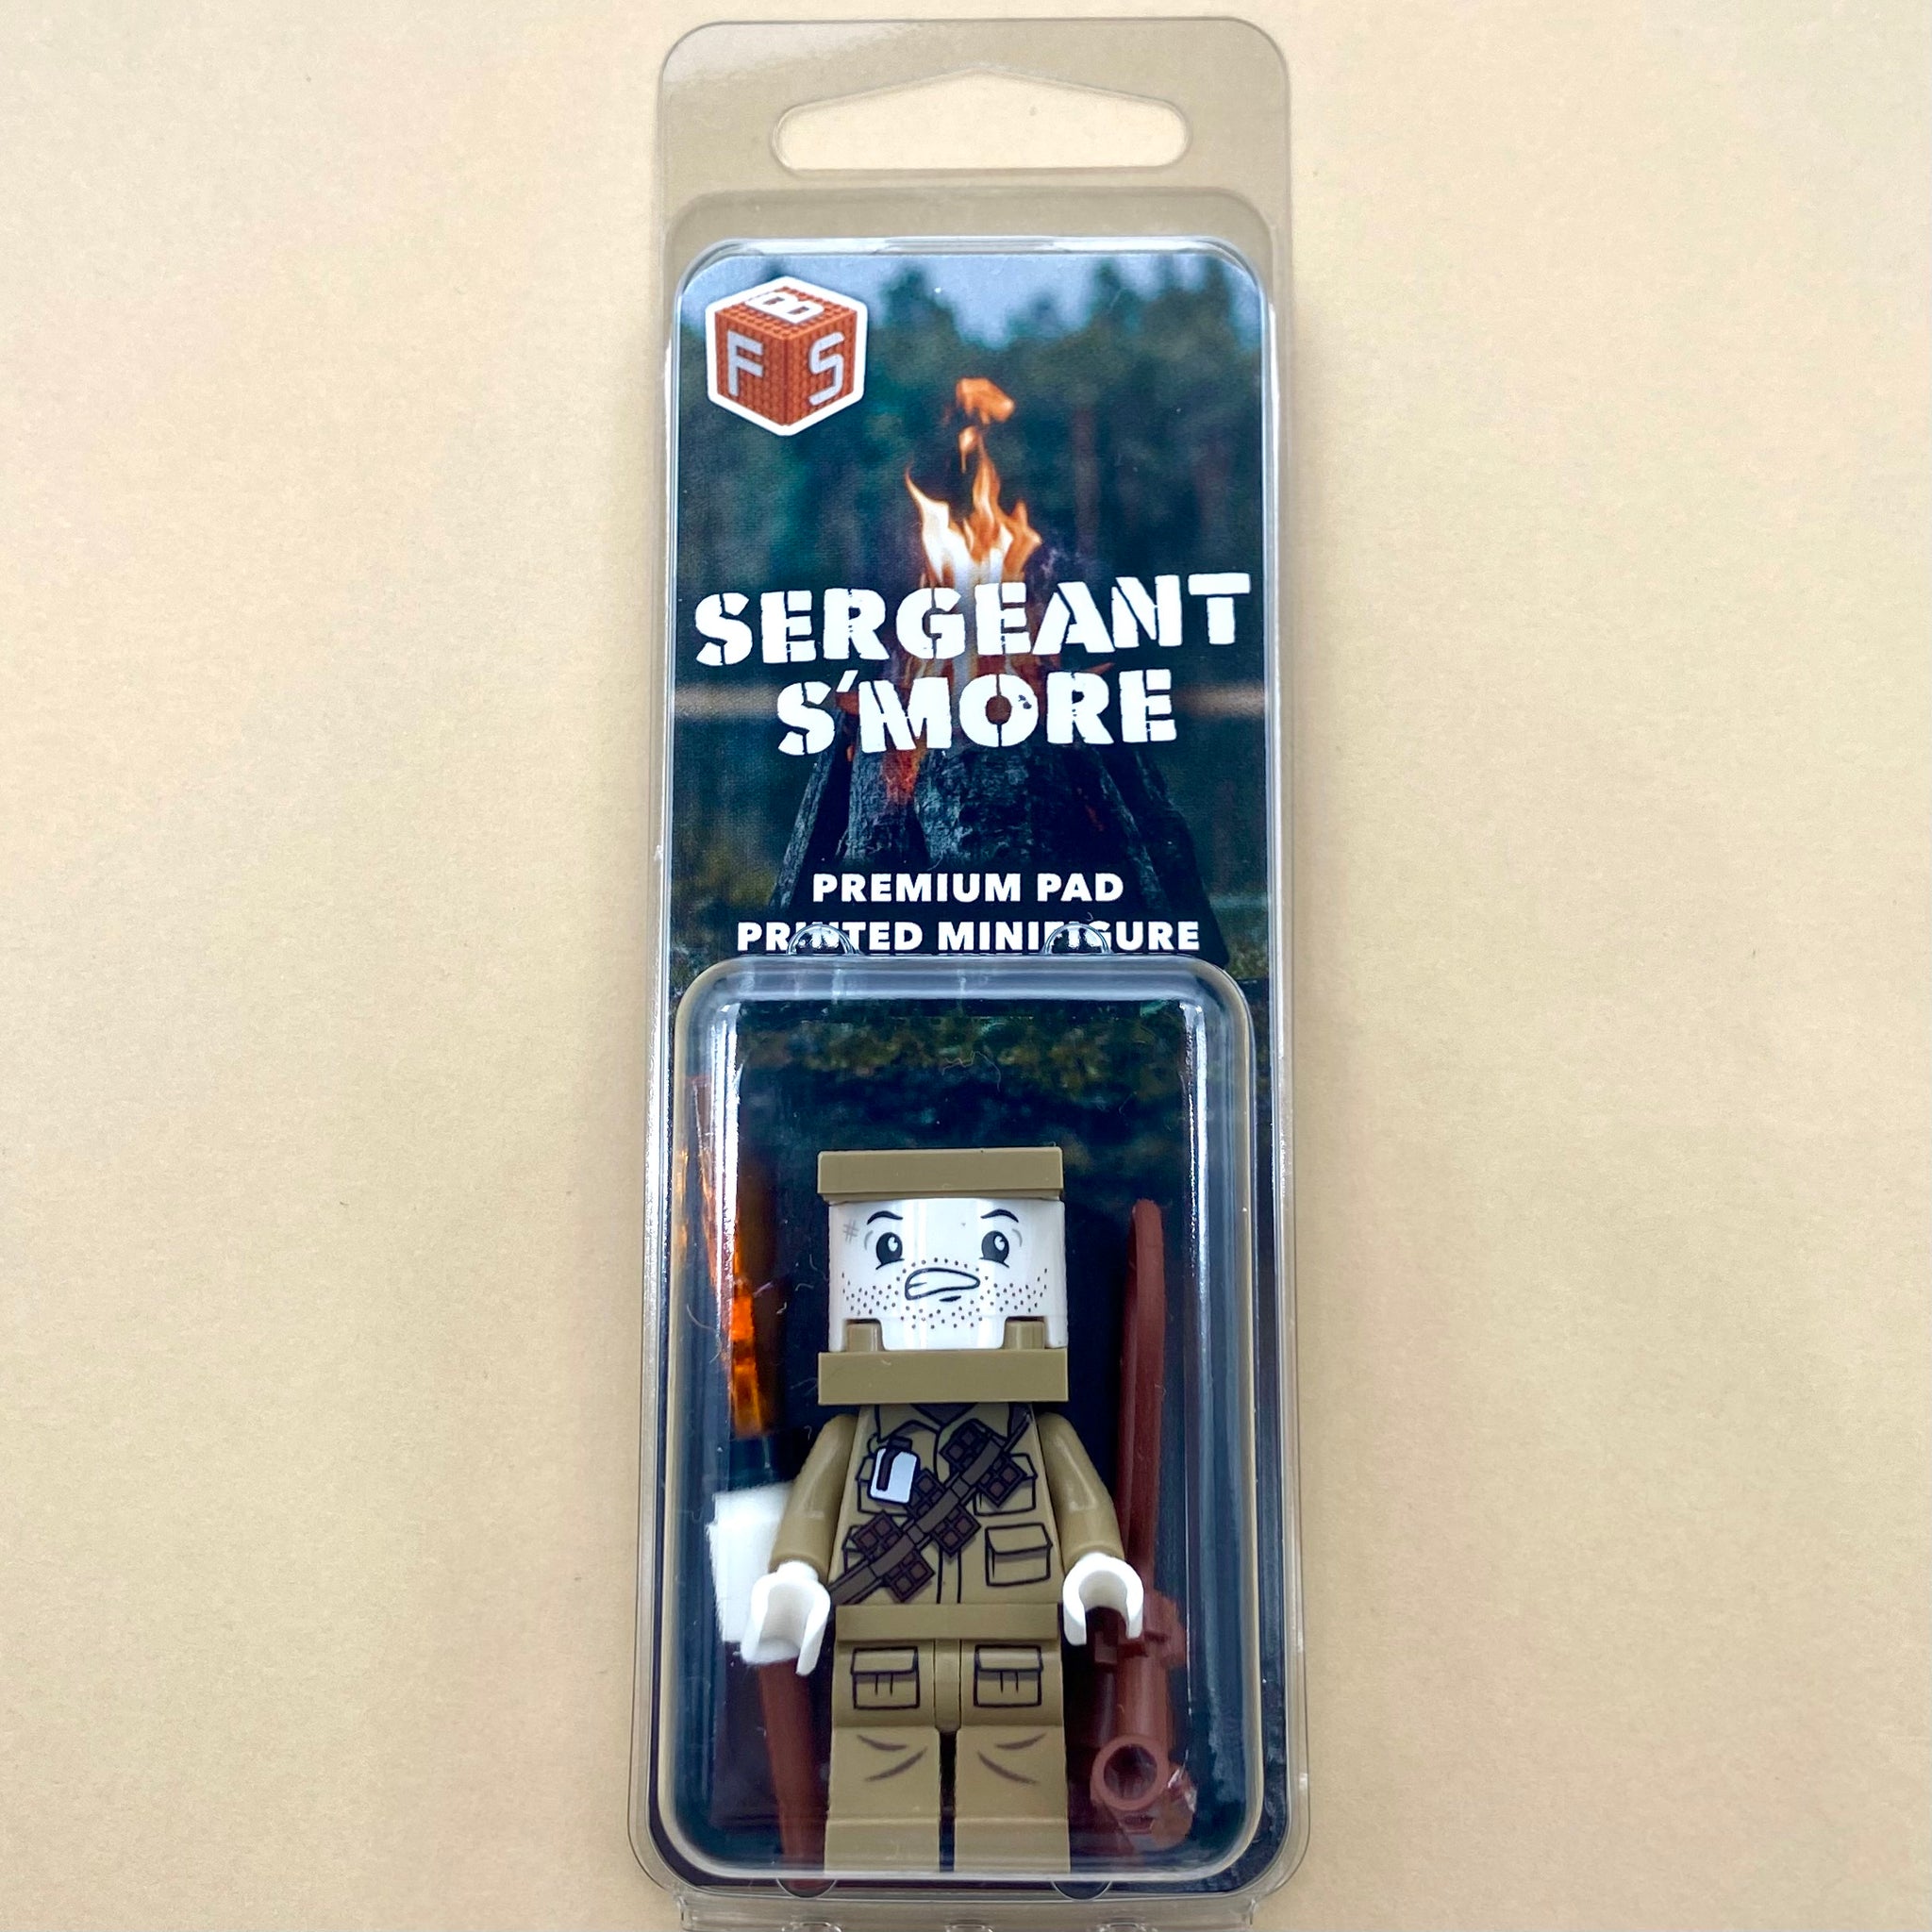 B
F S
SERGEANT
S'MORE
PREMIUM PAD
PRINTED MINIFIGURE